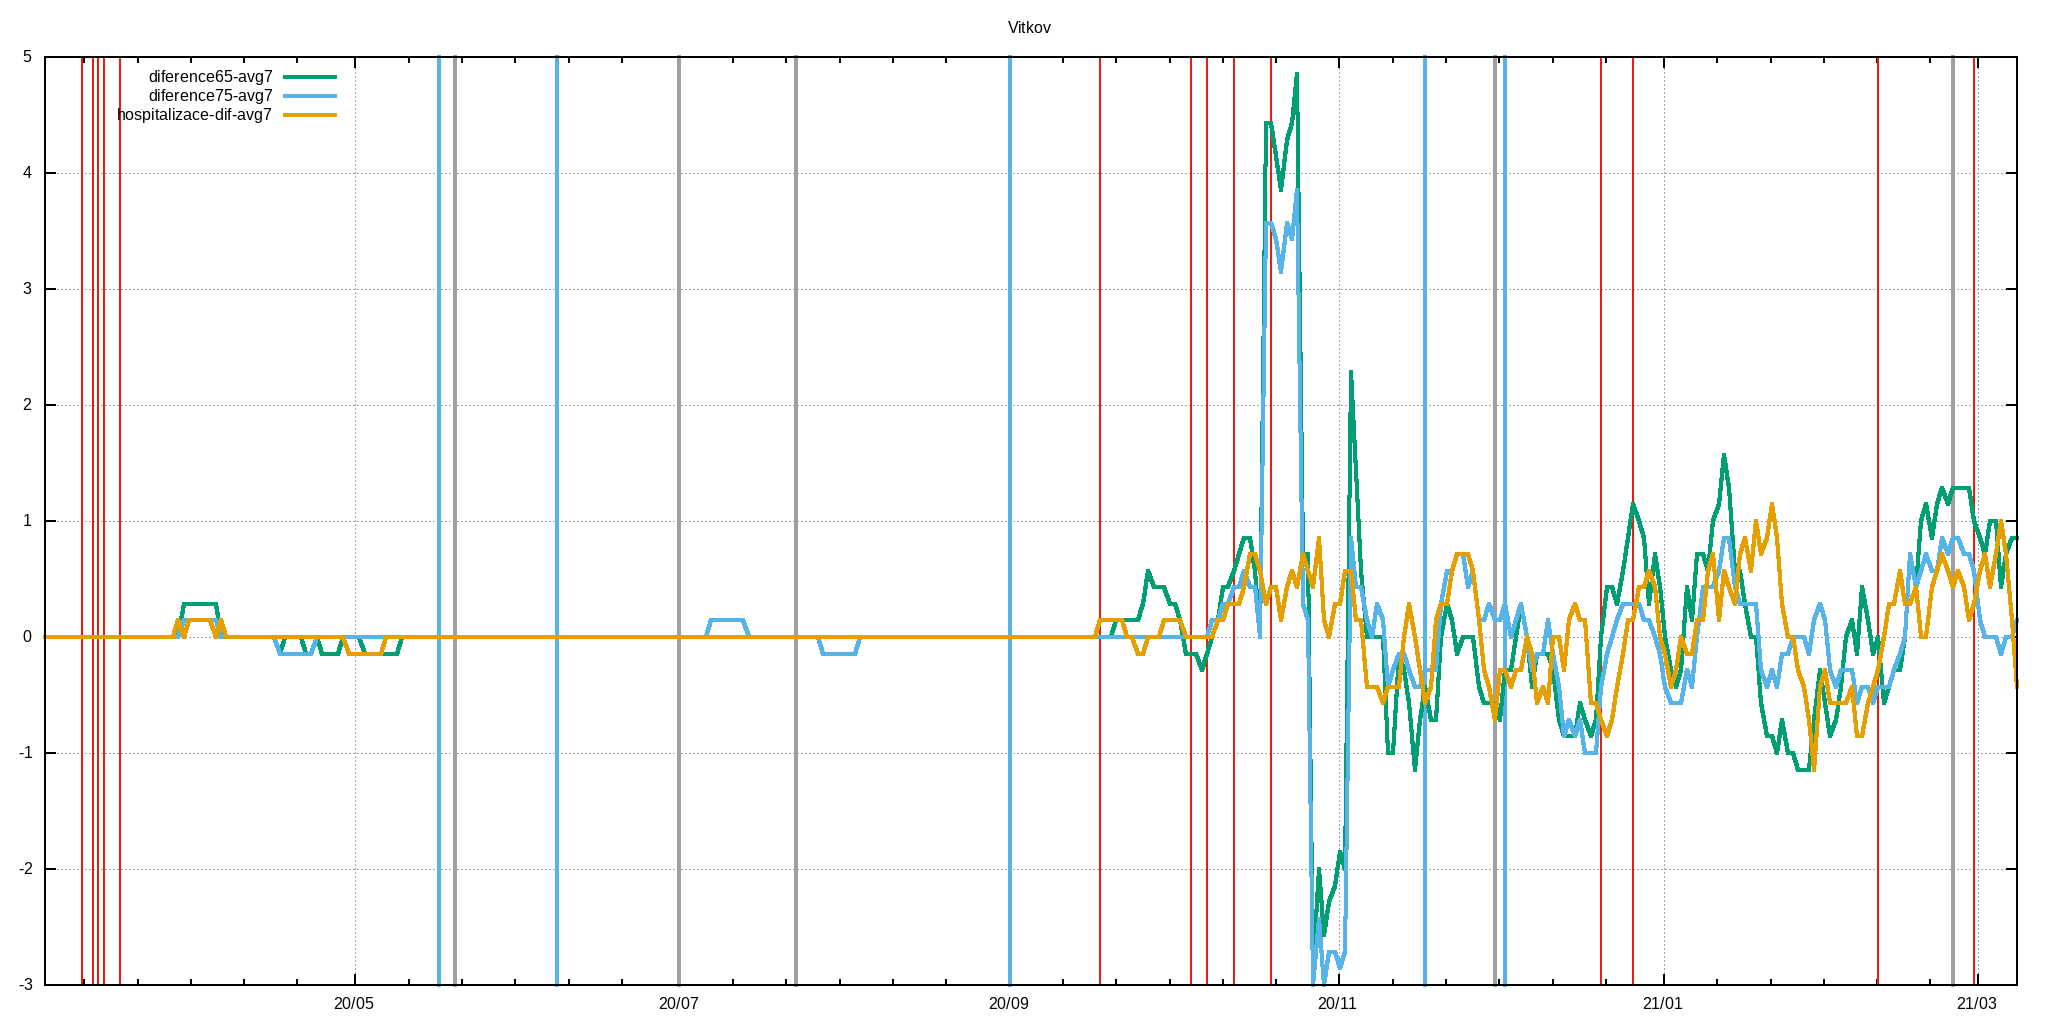 Vitkov
5
diference65-avg7
diference75-avg7
hospitalizace-dif-avg7
4
3
2
1
0
-1
-2
-3
20/05 20/07 20/09 20/11 21/01 21/03